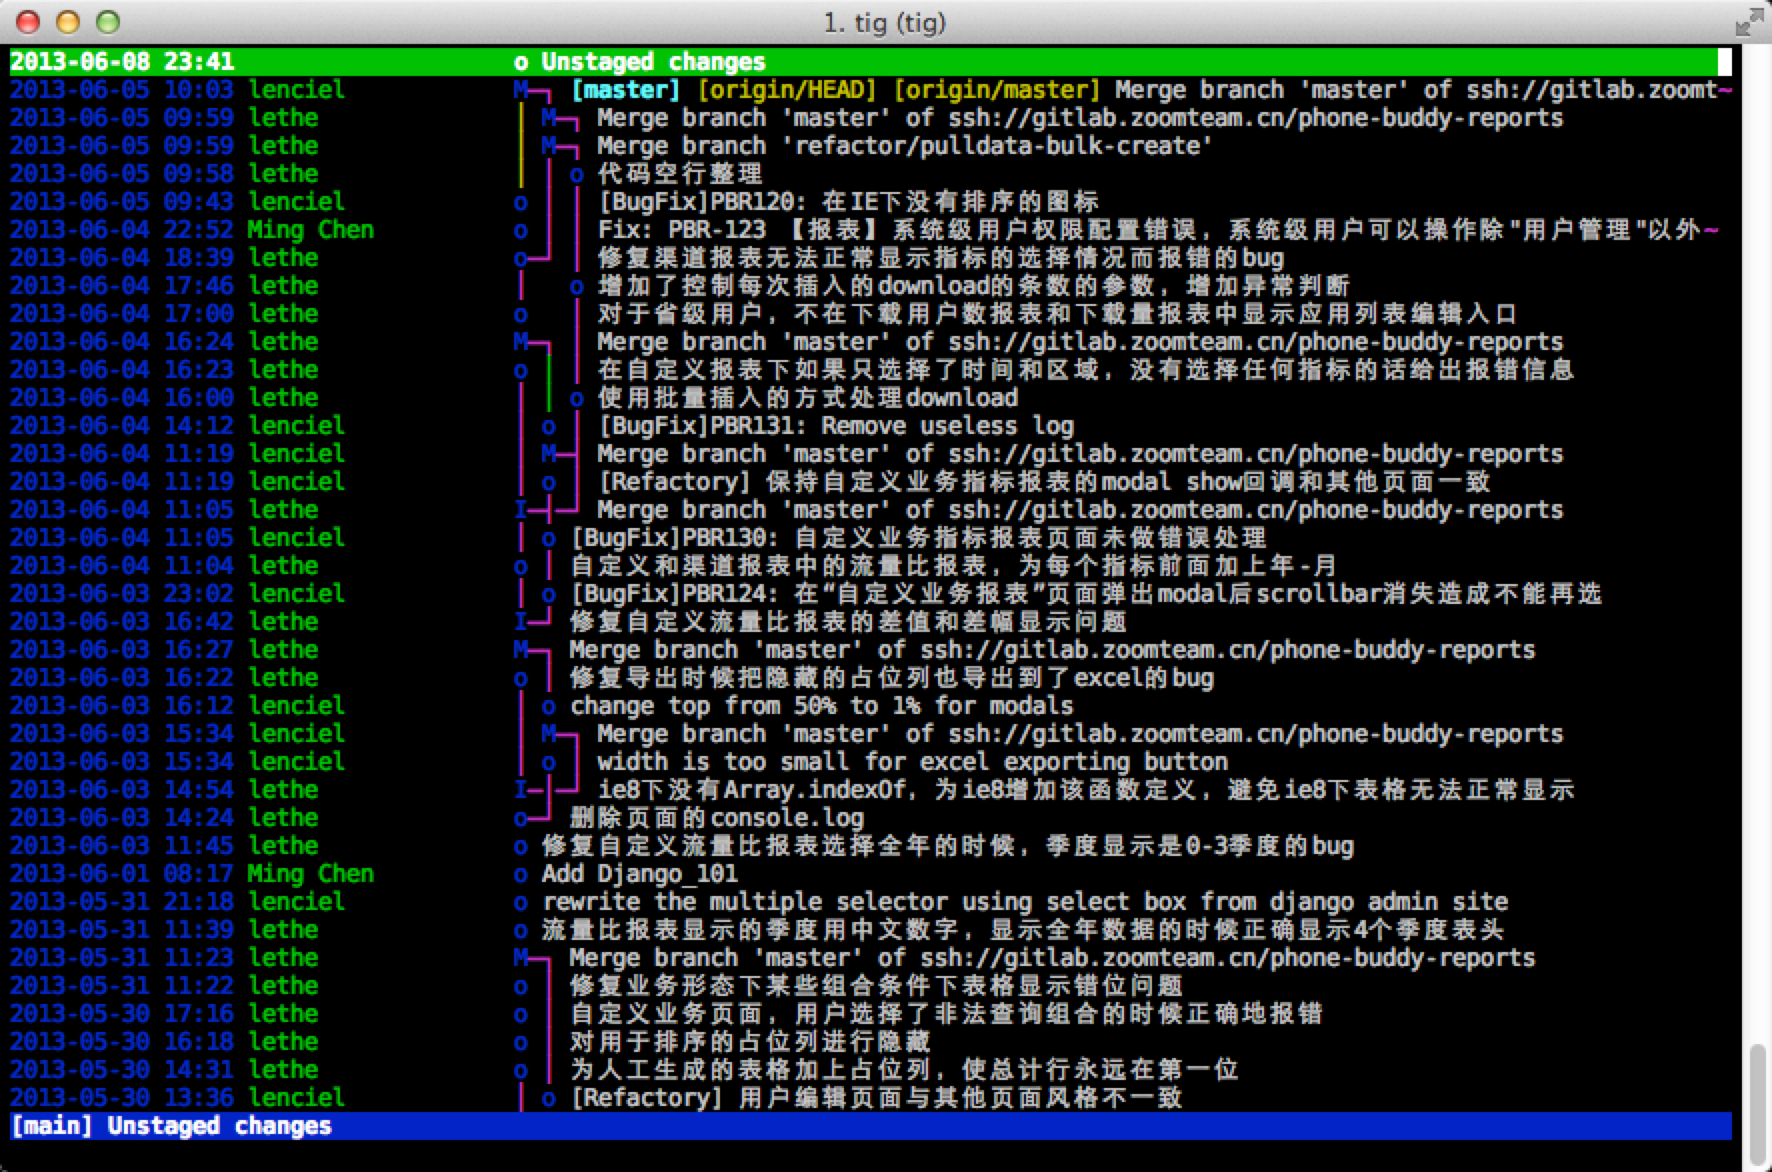 1. tig (tig)
2013-06-08 23:41 o Unstaged changes
2013-06-05 10:03 lenciel M [master] [origin/HEAD] [origin/master] Merge branch 'master' of ssh://gitlab.zoomt~
2013-06-05 09:59 lethe M Merge branch 'master' of ssh://gitlab.zoomteam.cn/phone-buddy-reports
2013-06-05 09:59 lethe M Merge branch 'refactor/pulldata-bulk-create'
2013-06-05 09:58 lethe o 代码空行整理
2013-06-05 09:43 lenciel o [BugFix]PBR120: 在IE下没有排序的图标
2013-06-04 22:52 Ming Chen o Fix: PBR-123 【报表】系统级用户权限配置错误，系统级用户可以操作除"用户管理"以外~
2013-06-04 18:39 lethe o 修复渠道报表无法正常显示指标的选择情况而报错的bug
2013-06-04 17:46 lethe o 增加了控制每次插入的download的条数的参数，增加异常判断
2013-06-04 17:00 lethe o 对于省级用户，不在下载用户数报表和下载量报表中显示应用列表编辑入口
2013-06-04 16:24 lethe M Merge branch 'master' of ssh://gitlab.zoomteam.cn/phone-buddy-reports
2013-06-04 16:23 lethe o 在自定义报表下如果只选择了时间和区域，没有选择任何指标的话给出报错信息
2013-06-04 16:00 lethe o 使用批量插入的方式处理download
2013-06-04 14:12 lenciel o [BugFix]PBR131: Remove useless log
2013-06-04 11:19 lenciel M Merge branch 'master' of ssh://gitlab.zoomteam.cn/phone-buddy-reports
2013-06-04 11:19 lenciel o [Refactory] 保持自定义业务指标报表的modal show回调和其他页面一致
2013-06-04 11:05 lethe I Merge branch 'master' of ssh://gitlab.zoomteam.cn/phone-buddy-reports
2013-06-04 11:05 lenciel o [BugFix]PBR130: 自定义业务指标报表页面未做错误处理
2013-06-04 11:04 lethe o 自定义和渠道报表中的流量比报表，为每个指标前面加上年-月
2013-06-03 23:02 lenciel o [BugFix]PBR124: 在“自定义业务报表”页面弹出modal后scrollbar消失造成不能再选
2013-06-03 16:42 lethe I 修复自定义流量比报表的差值和差幅显示问题
2013-06-03 16:27 lethe M Merge branch 'master' of ssh://gitlab.zoomteam.cn/phone-buddy-reports
2013-06-03 16:22 lethe o 修复导出时候把隐藏的占位列也导出到了excel的bug
2013-06-03 16:12 lenciel o change top from 50% to 1% for modals
2013-06-03 15:34 lenciel M Merge branch 'master' of ssh://gitlab.zoomteam.cn/phone-buddy-reports
2013-06-03 15:34 lenciel o width is too small for excel exporting button
2013-06-03 14:54 lethe I ie8下没有Array.indexOf，为ie8增加该函数定义，避免ie8下表格无法正常显示
2013-06-03 14:24 lethe o 删除页面的console.log
2013-06-03 11:45 lethe o 修复自定义流量比报表选择全年的时候，季度显示是0-3季度的bug
2013-06-01 08:17 Ming Chen o Add Django_101
2013-05-31 21:18 lenciel o rewrite the multiple selector using select box from django admin site
2013-05-31 11:39 lethe o 流量比报表显示的季度用中文数字，显示全年数据的时候正确显示4个季度表头
2013-05-31 11:23 lethe M Merge branch 'master' of ssh://gitlab.zoomteam.cn/phone-buddy-reports
2013-05-31 11:22 lethe o 修复业务形态下某些组合条件下表格显示错位问题
2013-05-30 17:16 lethe o 自定义业务页面，用户选择了非法查询组合的时候正确地报错
2013-05-30 16:18 lethe o 对用于排序的占位列进行隐藏
2013-05-30 14:31 lethe o 为人工生成的表格加上占位列，使总计行永远在第一位
2013-05-30 13:36 lenciel o [Refactory] 用户编辑页面与其他页面风格不一致
[main] Unstaged changes